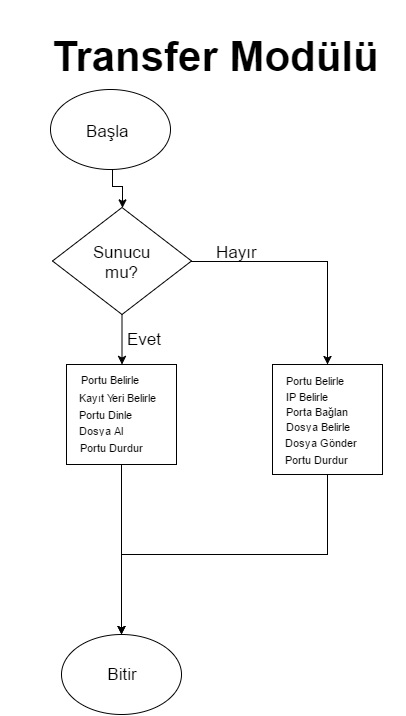 Transfer Modülü
Başla
Sunucu
mu?
Hayır
Evet
Portu Belirle
Kayıt Yeri Belirle
Portu Dinle
Dosya Al
Portu Durdur
Portu Belirle
IP Belirle
Porta Bağlan
Dosya Belirle
Dosya Gönder
Portu Durdur
Bitir